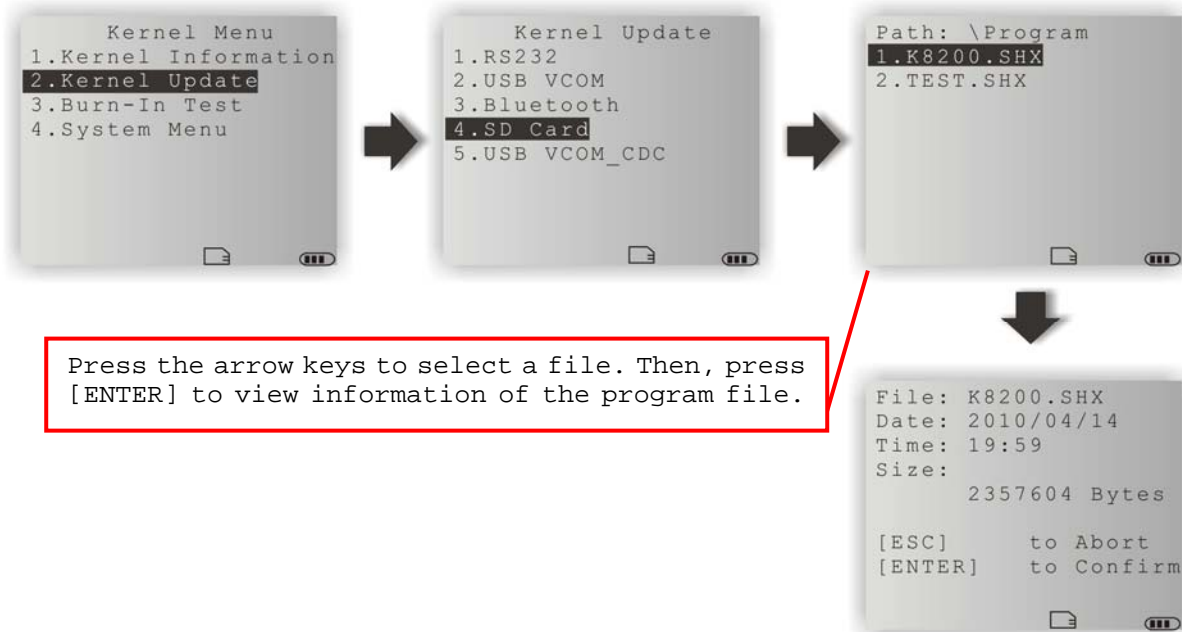 Kernel Menu
1.Kernel Information
2.Kernel Update
3.Burn-In Test
4.System Menu
Kernel Update
1.RS232
2.USB VCOM
3.Bluetooth
4.SD Card
5.USB VCOM_CDC
Path: \Program
1.K8200.SHX
2.TEST.SHX
Press the arrow keys to select a file. Then, press
[ENTER] to view information of the program file.
File: K8200.SHX
Date: 2010/04/14
Time: 19:59
Size:
2357604 Bytes
[ESC] to Abort
[ENTER] to Confirm